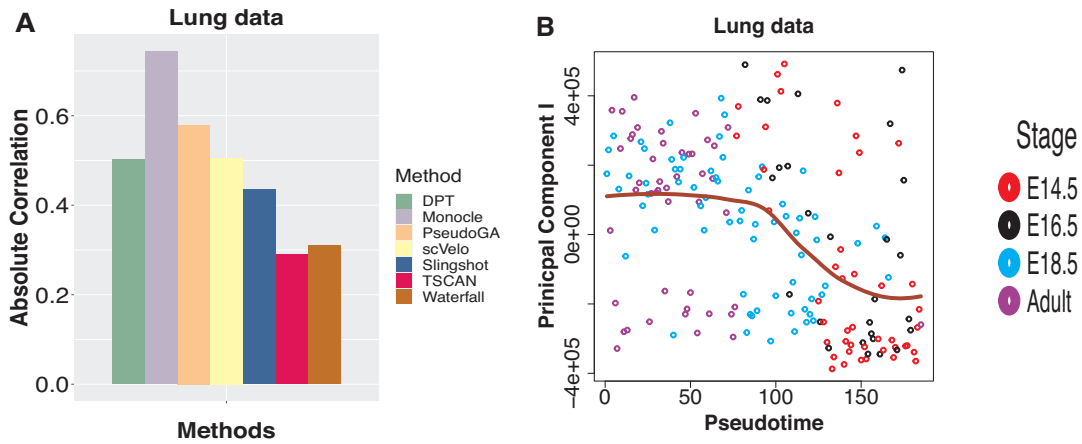 A
Lung data
Absolute Correlation
0.6
0.4
0.2
0.0
Methods
Method
DPT
Monocle
PseudoGA
scVelo
Slingshot
TSCAN
Waterfall
B
Lung data
Prinicpal Component I
4e+05
0e+00
−4e+05
0
50
100
150
Pseudotime
Stage
E14.5
E16.5
E18.5
Adult